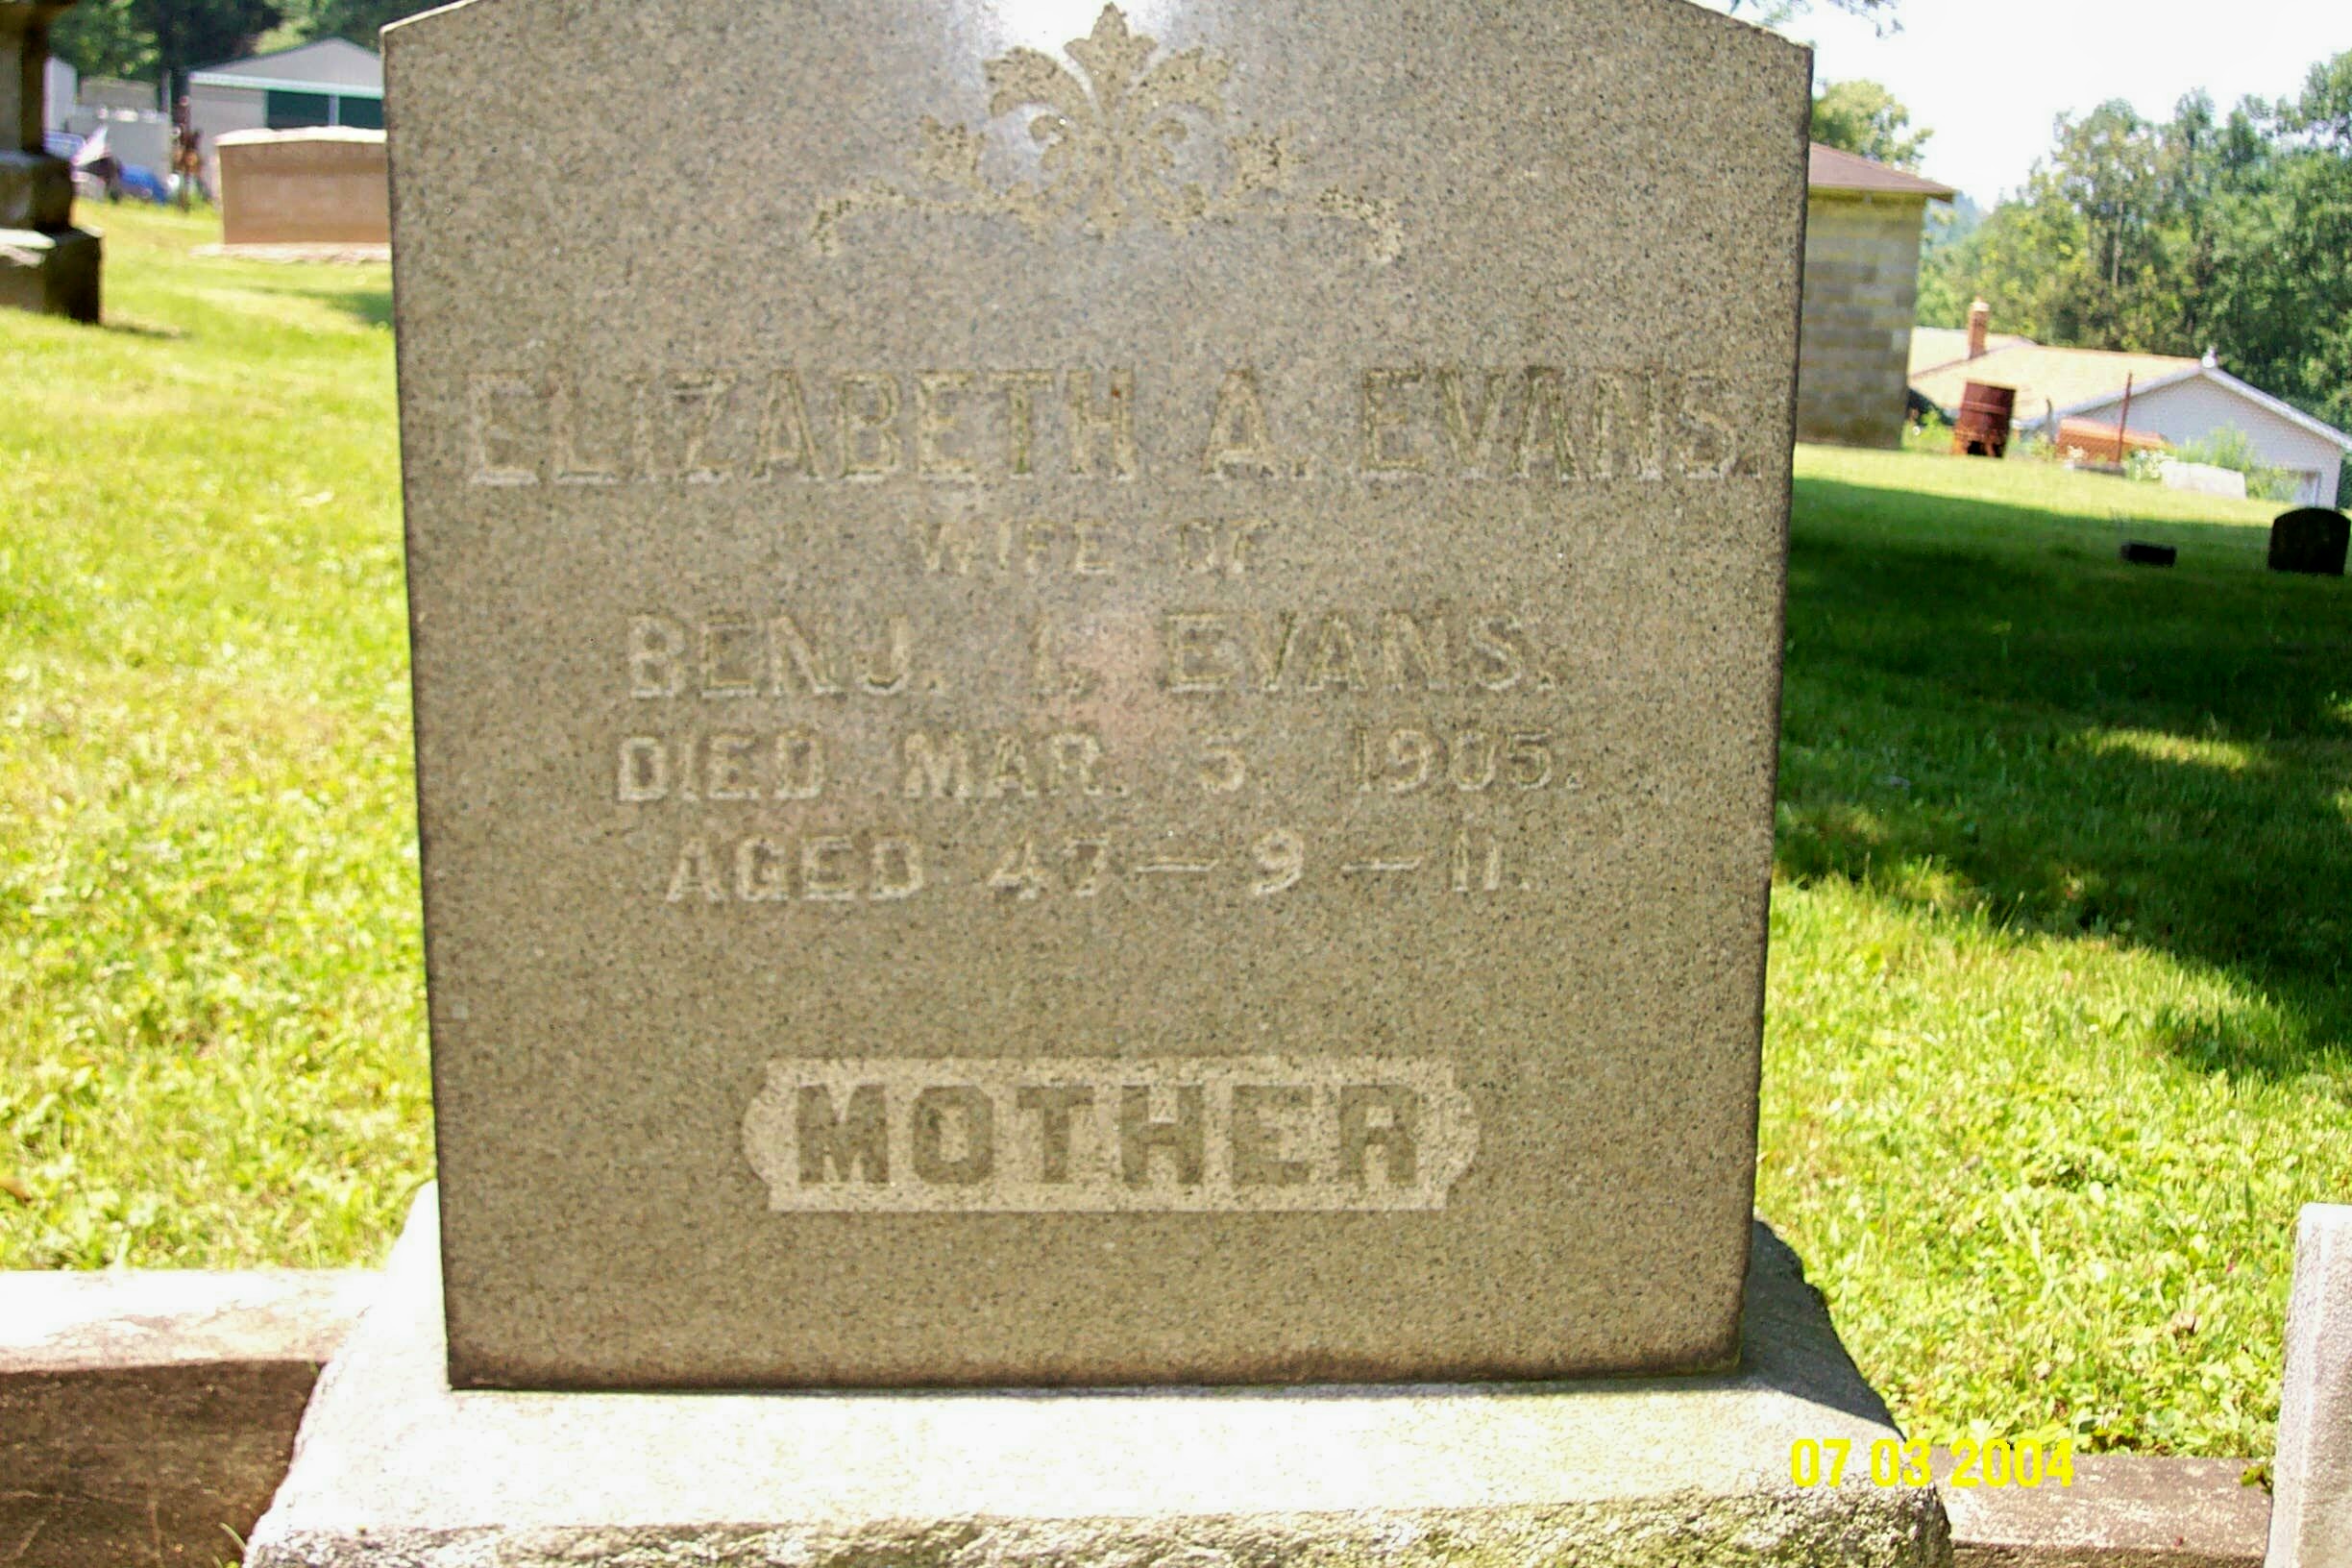 ELIZABETH A. EVANS.
WIFE OF
BENJ. I. EVANS.
DIED MAR. 5, 1905.
AGED 47 — 9 — 11.
MOTHER
07 03 2004